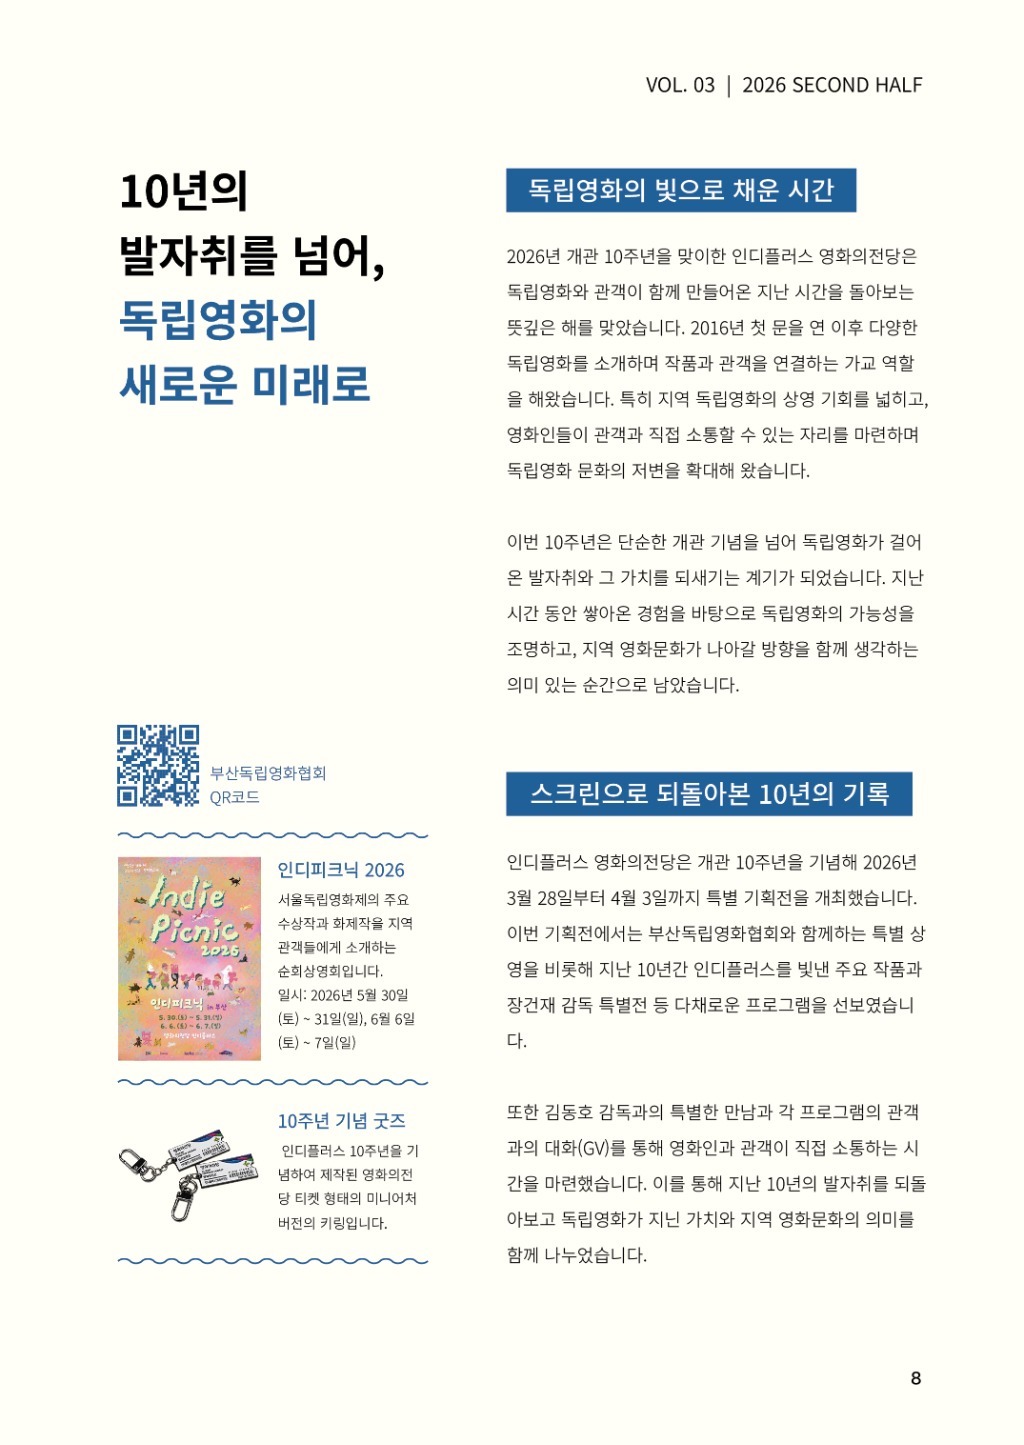 VOL. 03 | 2026 SECOND HALF
10년의
발자취를 넘어,
독립영화의
새로운 미래로
부산독립영화협회
QR코드
Indie
Picnic
2026
인디피크닉 in 부산
5. 30.(토) ~ 5. 31.(일)
6. 6.(토) ~ 6. 7.(일)
인디피크닉 2026
서울독립영화제의 주요
수상작과 화제작을 지역
관객들에게 소개하는
순회상영회입니다.
일시: 2026년 5월 30일
(토) ~ 31일(일), 6월 6일
(토) ~ 7일(일)
10주년 기념 굿즈
인디플러스 10주년을 기
념하여 제작된 영화의전
당 티켓 형태의 미니어처
버전의 키링입니다.
독립영화의 빛으로 채운 시간
2026년 개관 10주년을 맞이한 인디플러스 영화의전당은
독립영화와 관객이 함께 만들어온 지난 시간을 돌아보는
뜻깊은 해를 맞았습니다. 2016년 첫 문을 연 이후 다양한
독립영화를 소개하며 작품과 관객을 연결하는 가교 역할
을 해왔습니다. 특히 지역 독립영화의 상영 기회를 넓히고,
영화인들이 관객과 직접 소통할 수 있는 자리를 마련하며
독립영화 문화의 저변을 확대해 왔습니다.
이번 10주년은 단순한 개관 기념을 넘어 독립영화가 걸어
온 발자취와 그 가치를 되새기는 계기가 되었습니다. 지난
시간 동안 쌓아온 경험을 바탕으로 독립영화의 가능성을
조명하고, 지역 영화문화가 나아갈 방향을 함께 생각하는
의미 있는 순간으로 남았습니다.
스크린으로 되돌아본 10년의 기록
인디플러스 영화의전당은 개관 10주년을 기념해 2026년
3월 28일부터 4월 3일까지 특별 기획전을 개최했습니다.
이번 기획전에서는 부산독립영화협회와 함께하는 특별 상
영을 비롯해 지난 10년간 인디플러스를 빛낸 주요 작품과
장건재 감독 특별전 등 다채로운 프로그램을 선보였습니
다.
또한 김동호 감독과의 특별한 만남과 각 프로그램의 관객
과의 대화(GV)를 통해 영화인과 관객이 직접 소통하는 시
간을 마련했습니다. 이를 통해 지난 10년의 발자취를 되돌
아보고 독립영화가 지닌 가치와 지역 영화문화의 의미를
함께 나누었습니다.
8